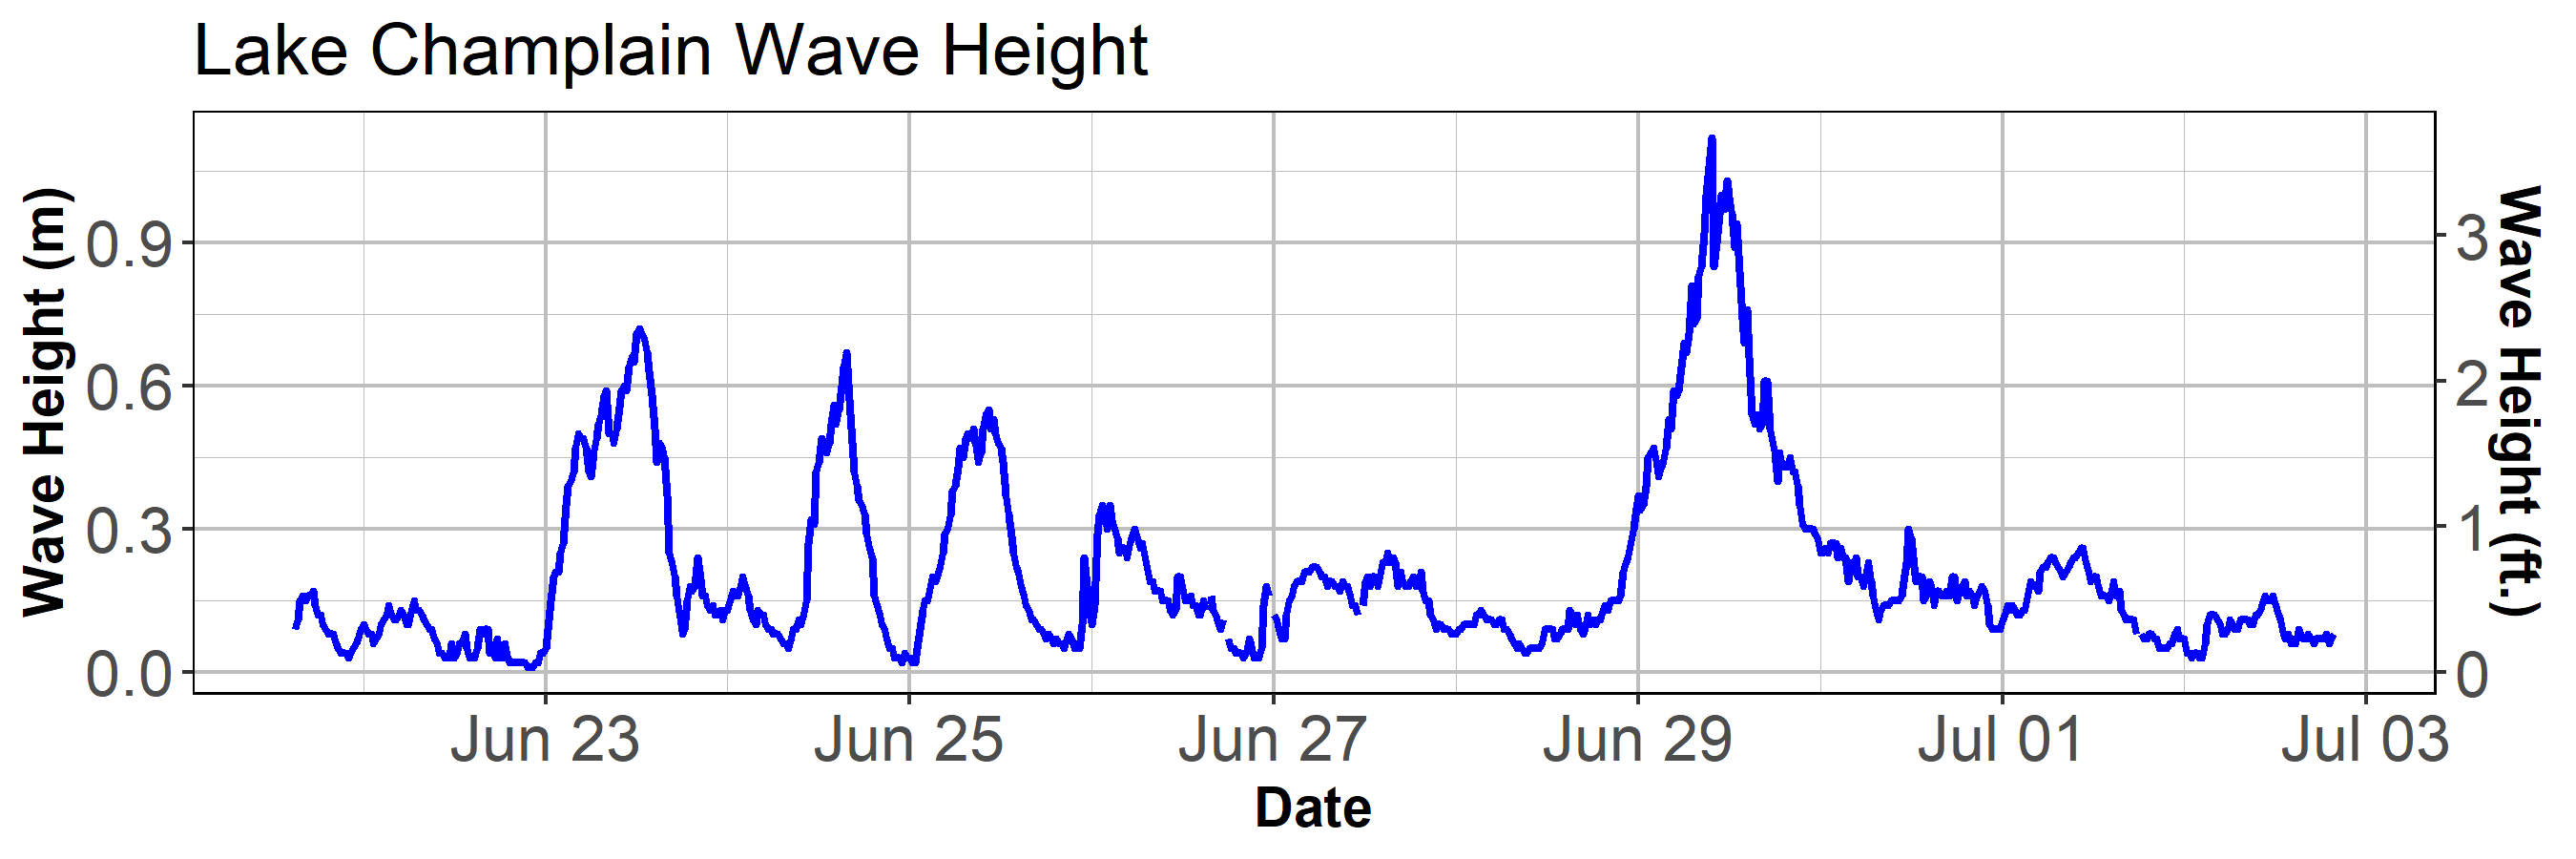 Lake Champlain Wave Height
Wave Height (m)
0.9
0.6
0.3
0.0
3
2
1
0
Wave Height (ft.)
Jun 23
Jun 25
Jun 27
Jun 29
Jul 01
Jul 03
Date